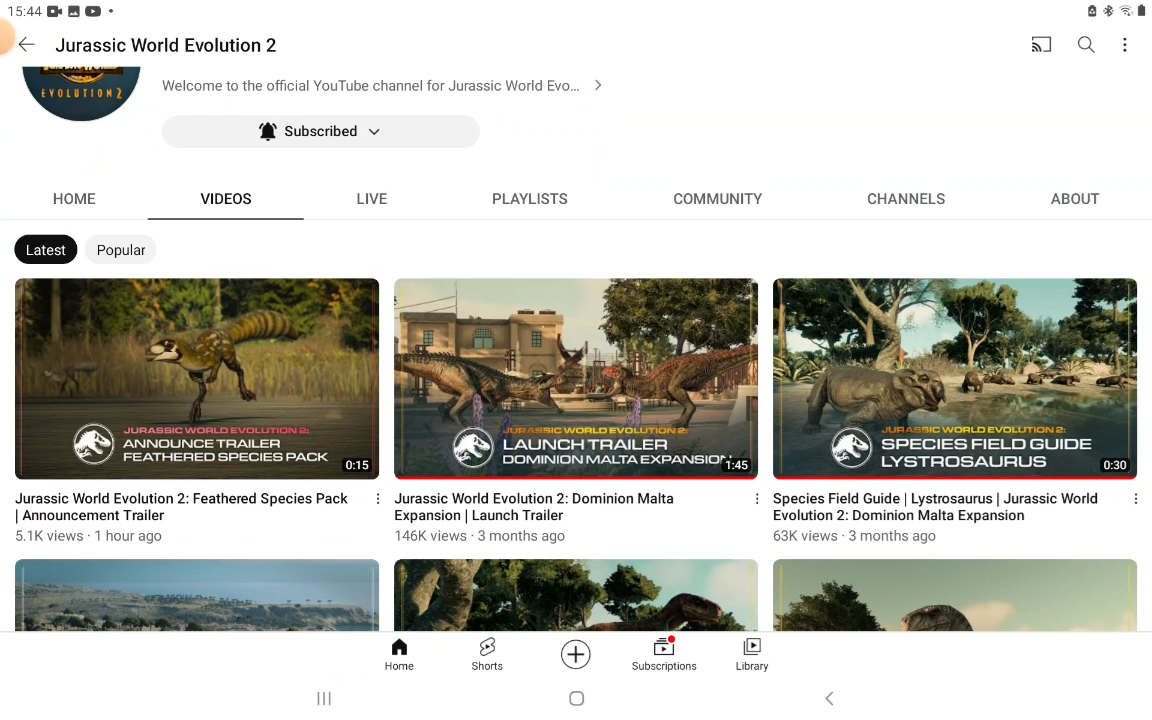 15:44
Jurassic World Evolution 2
EVOLUTION 2
Welcome to the official YouTube channel for Jurassic World Evo...
Subscribed
HOME
VIDEOS
LIVE
PLAYLISTS
COMMUNITY
CHANNELS
ABOUT
Latest
Popular
JURASSIC WORLD EVOLUTION 2:
ANNOUNCE TRAILER
FEATHERED SPECIES PACK
0:15
JURASSIC WORLD EVOLUTION 2:
LAUNCH TRAILER
DOMINION MALTA EXPANSION
1:45
JURASSIC WORLD EVOLUTION 2:
SPECIES FIELD GUIDE
LYSTROSAURUS
0:30
Jurassic World Evolution 2: Feathered Species Pack
| Announcement Trailer
5.1K views · 1 hour ago
Jurassic World Evolution 2: Dominion Malta
Expansion | Launch Trailer
146K views · 3 months ago
Species Field Guide | Lystrosaurus | Jurassic World
Evolution 2: Dominion Malta Expansion
63K views · 3 months ago
Home
Shorts
Subscriptions
Library